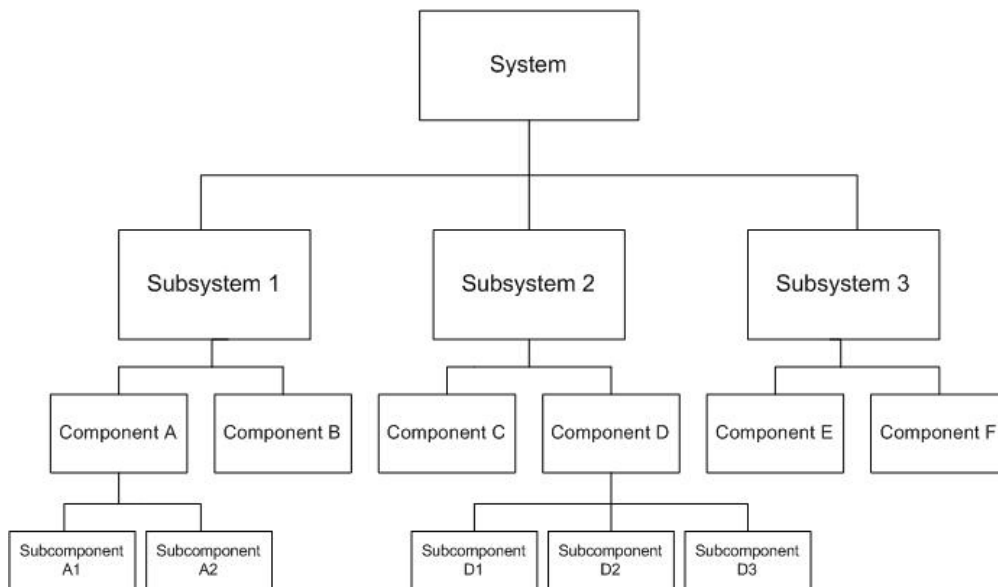 System
Subsystem 1
Subsystem 2
Subsystem 3
Component A
Component B
Component C
Component D
Component E
Component F
Subcomponent
A1
Subcomponent
A2
Subcomponent
D1
Subcomponent
D2
Subcomponent
D3